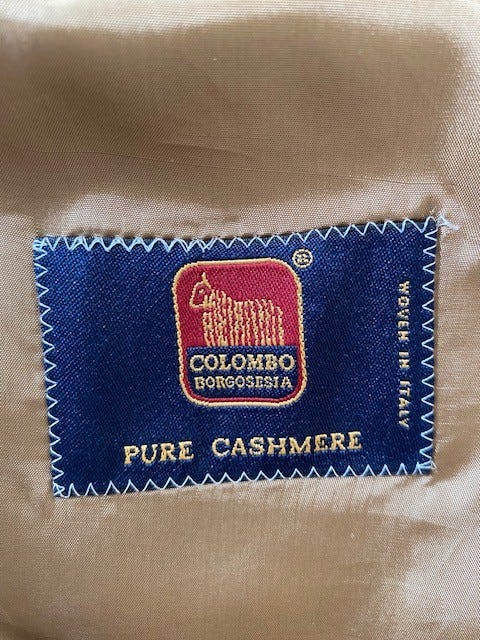 ®
COLOMBO
BORGOSESIA
PURE CASHMERE
WOVEN IN ITALY